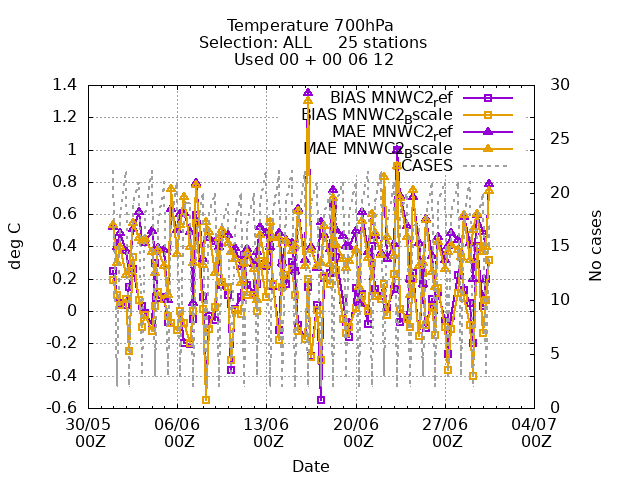 Temperature 700hPa
Selection: ALL 25 stations
Used 00 + 00 06 12
1.4
1.2
1
0.8
0.6
0.4
0.2
0
-0.2
-0.4
-0.6
30
25
20
15
10
5
0
deg C
No cases
BIAS MNWC2ref
BIAS MNWC2Bscale
MAE MNWC2ref
MAE MNWC2Bscale
CASES
30/05 06/06 13/06 20/06 27/06 04/07
00Z 00Z 00Z 00Z 00Z 00Z
Date